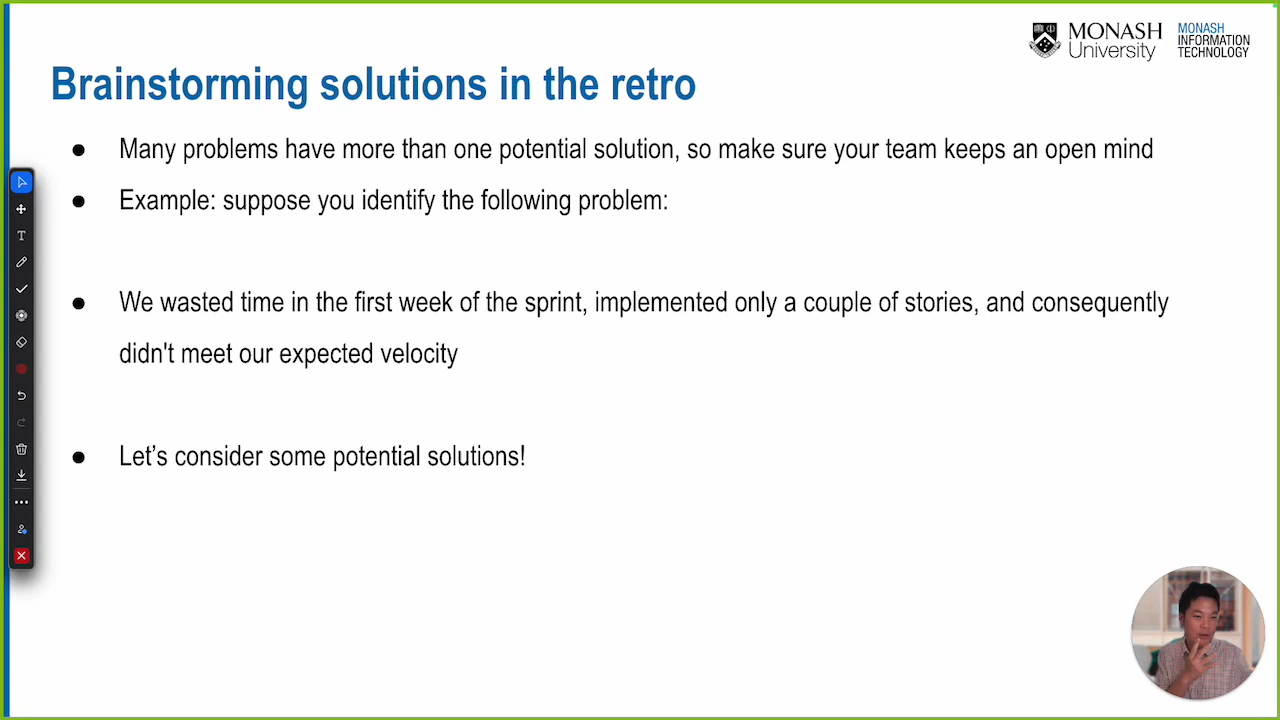 MONASH
University
MONASH
INFORMATION
TECHNOLOGY
Brainstorming solutions in the retro
● Many problems have more than one potential solution, so make sure your team keeps an open mind
● Example: suppose you identify the following problem:
● We wasted time in the first week of the sprint, implemented only a couple of stories, and consequently
didn't meet our expected velocity
● Let’s consider some potential solutions!
T